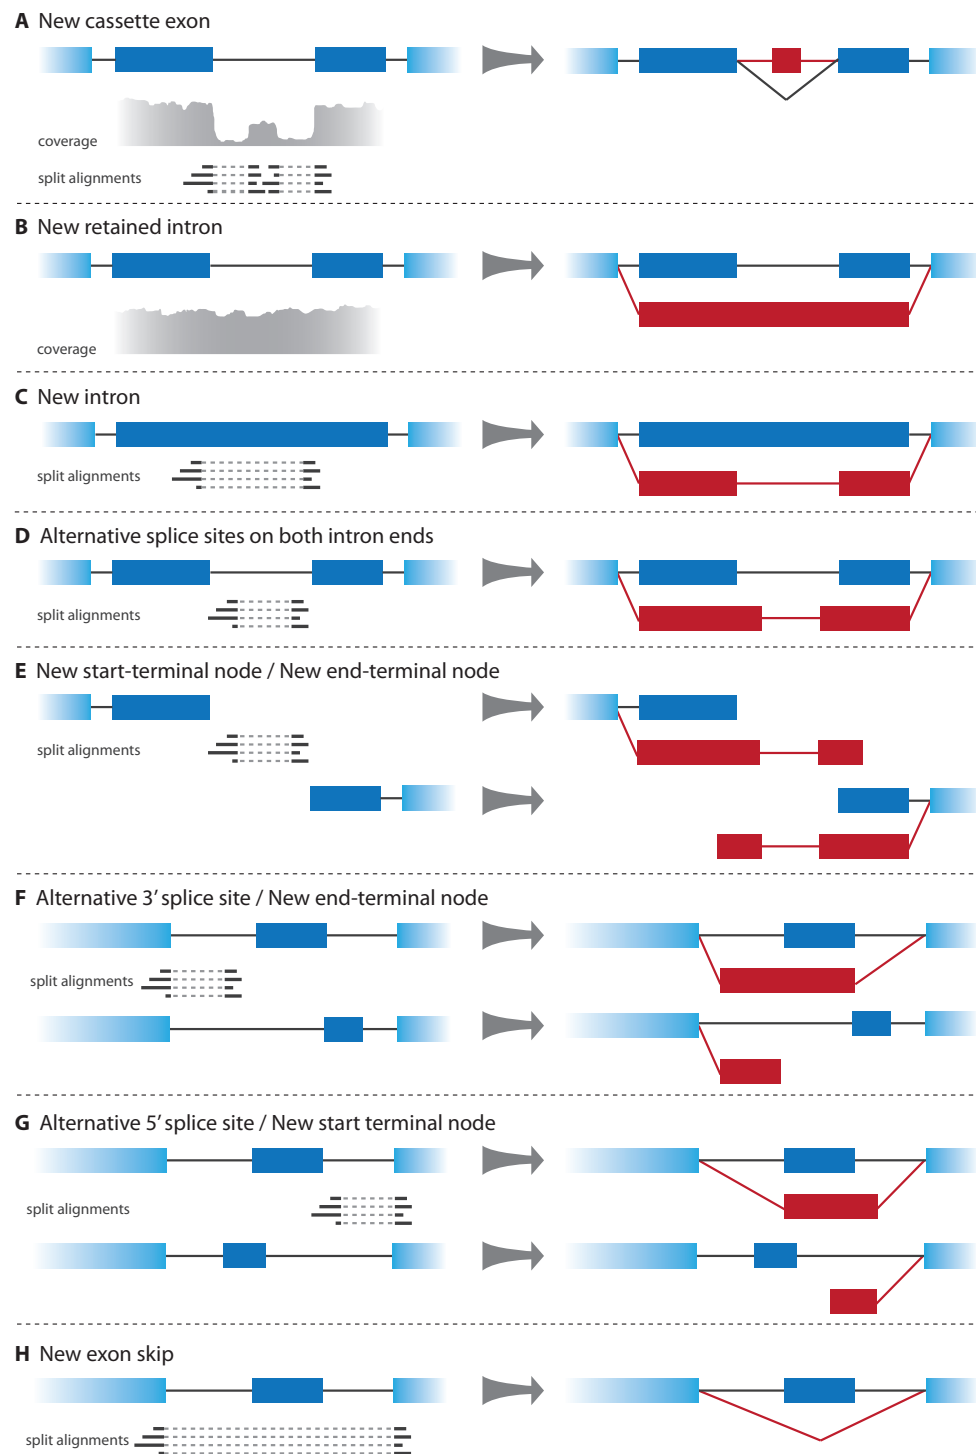 A New cassette exon
coverage
split alignments
B New retained intron
coverage
C New intron
split alignments
D Alternative splice sites on both intron ends
split alignments
E New start-terminal node / New end-terminal node
split alignments
F Alternative 3’ splice site / New end-terminal node
split alignments
G Alternative 5’ splice site / New start terminal node
split alignments
H New exon skip
split alignments